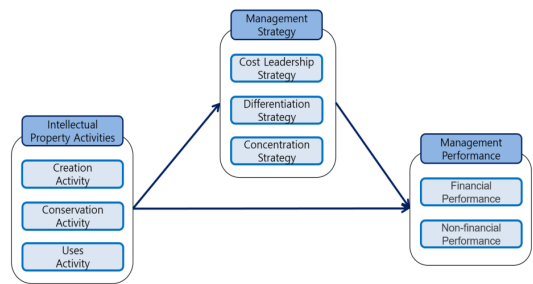 Management
Strategy
Cost Leadership
Strategy
Differentiation
Strategy
Concentration
Strategy
Intellectual
Property Activities
Creation
Activity
Conservation
Activity
Uses
Activity
Management
Performance
Financial
Performance
Non-financial
Performance